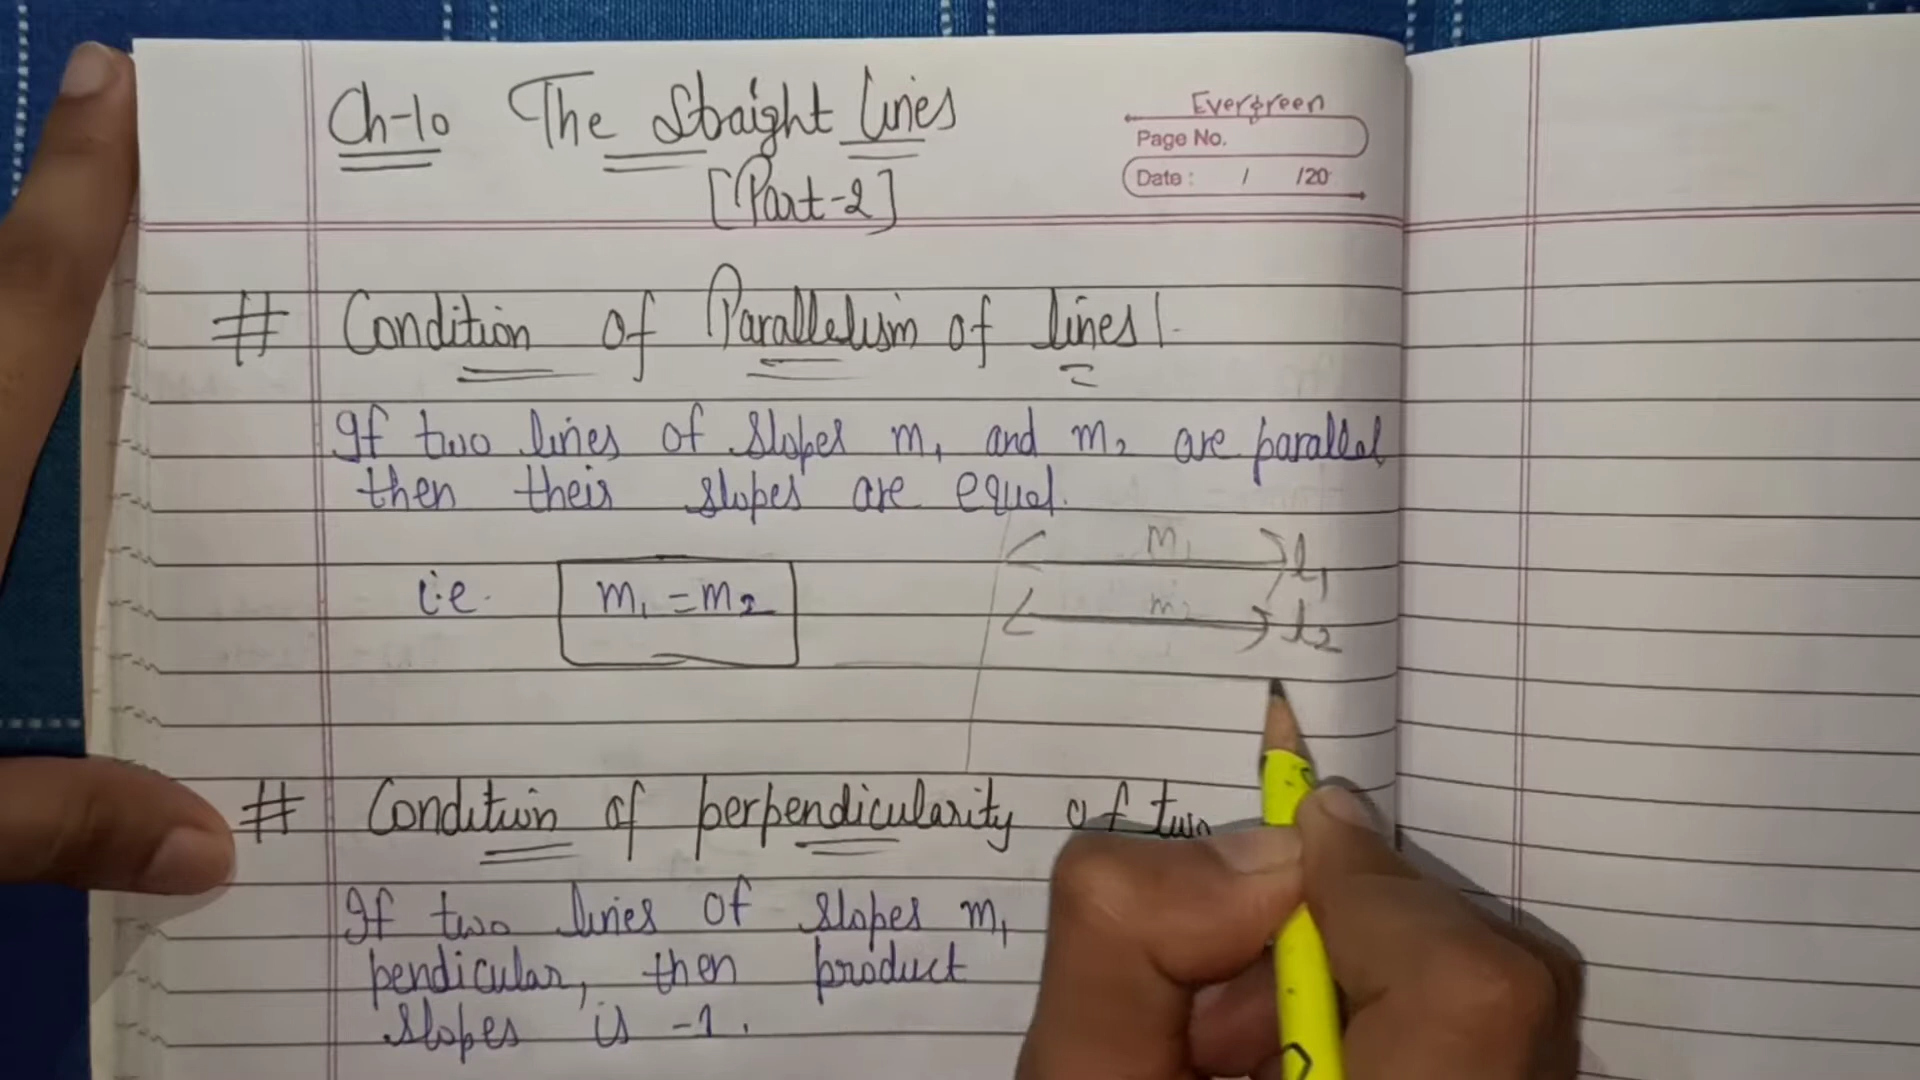 Ch-10 The Straight Lines
[Part-2]
Evergreen
Page No.
Date : / /20
# Condition of Parallelism of lines!-
If two lines of slopes m₁ and m₂ are parallel
then their slopes are equal.
i.e. m₁ = m₂
m₁ l₁
m₂ l₂
# Condition of perpendicularity of two
If two lines of slopes m₁
pendicular, then product
slopes is -1.